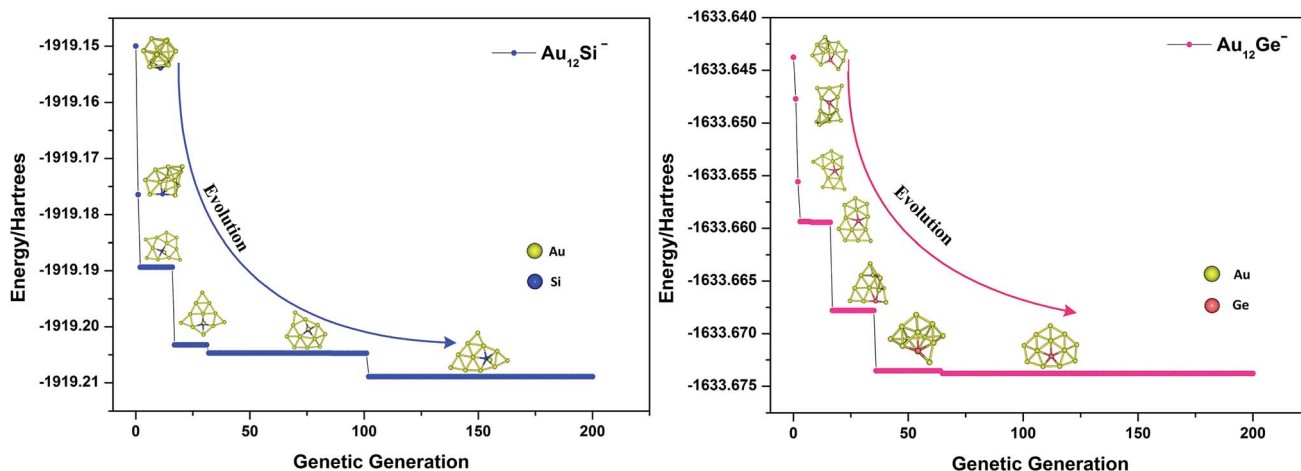 -1919.15
-1919.16
-1919.17
-1919.18
-1919.19
-1919.20
-1919.21
Energy/Hartrees
Au12Si−
Evolution
Au
Si
0
50
100
150
200
Genetic Generation
-1633.640
-1633.645
-1633.650
-1633.655
-1633.660
-1633.665
-1633.670
-1633.675
Energy/Hartrees
Au12Ge−
Evolution
Au
Ge
0
50
100
150
200
Genetic Generation